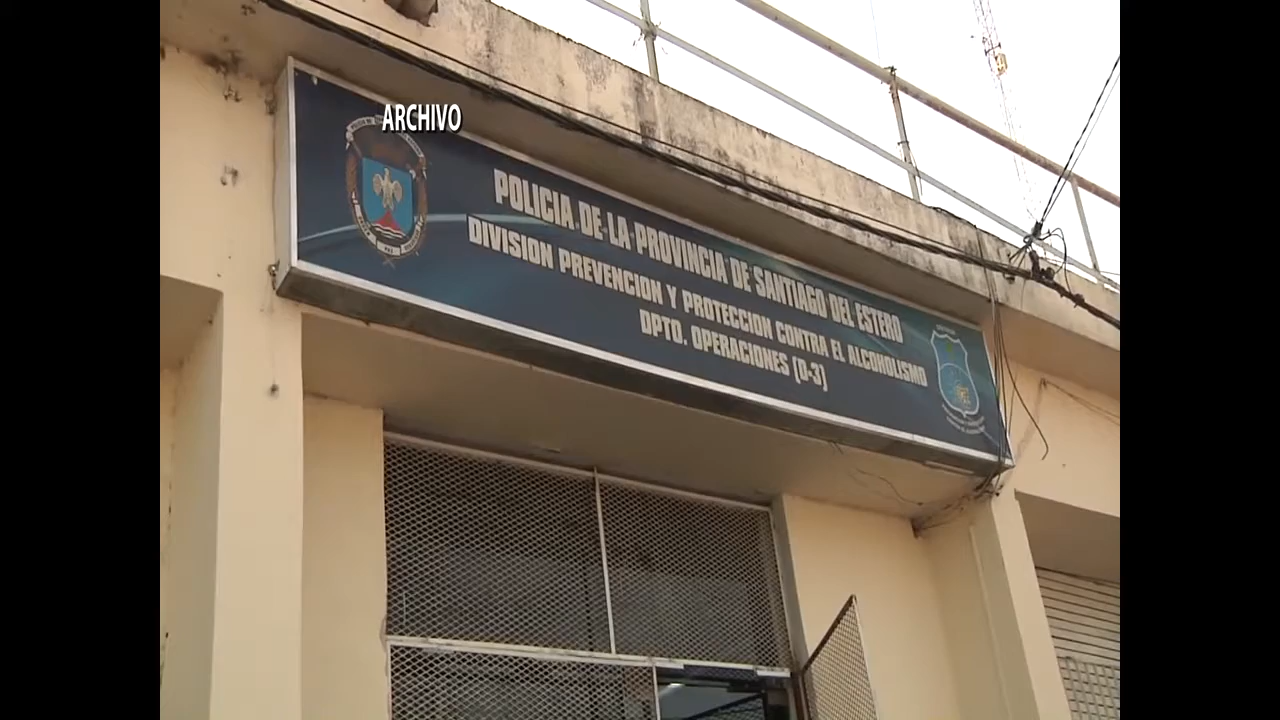 ARCHIVO
POLICIA DE LA PROVINCIA DE SANTIAGO DEL ESTERO
DIVISION PREVENCION Y PROTECCION CONTRA EL ALCOHOLISMO
DPTO. OPERACIONES (D-3)